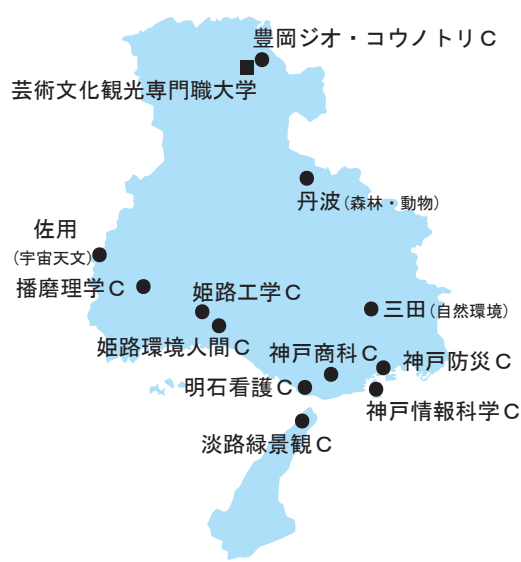 豊岡ジオ・コウノトリC
芸術文化観光専門職大学
丹波(森林・動物)
佐用
(宇宙天文)
播磨理学C
姫路工学C
三田(自然環境)
姫路環境人間C
神戸商科C
神戸防災C
明石看護C
神戸情報科学C
淡路緑景観C